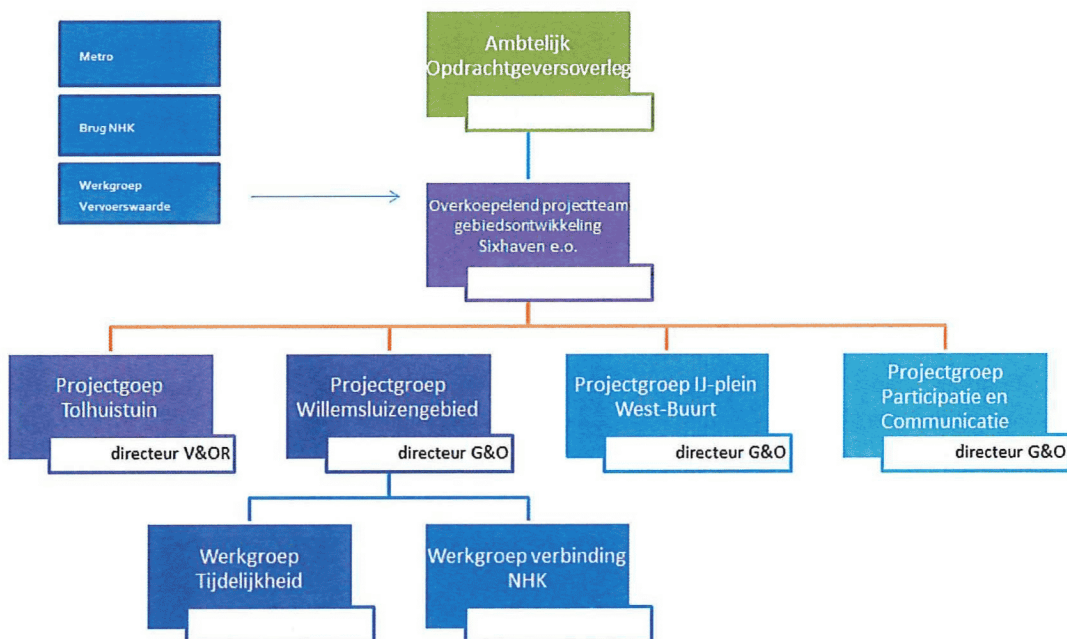 Metro
Brug NHK
Werkgroep
Vervoerswaarde
Ambtelijk
Opdrachtgeversoverleg
Overkoepelend projectteam
gebiedsontwikkeling
Sixhaven e.o.
Projectgoep
Tolhuistuin
directeur V&OR
Projectgroep
Willemsluizengebied
directeur G&O
Projectgroep IJ-plein
West-Buurt
directeur G&O
Projectgroep
Participatie en
Communicatie
directeur G&O
Werkgroep
Tijdelijkheid
Werkgroep verbinding
NHK